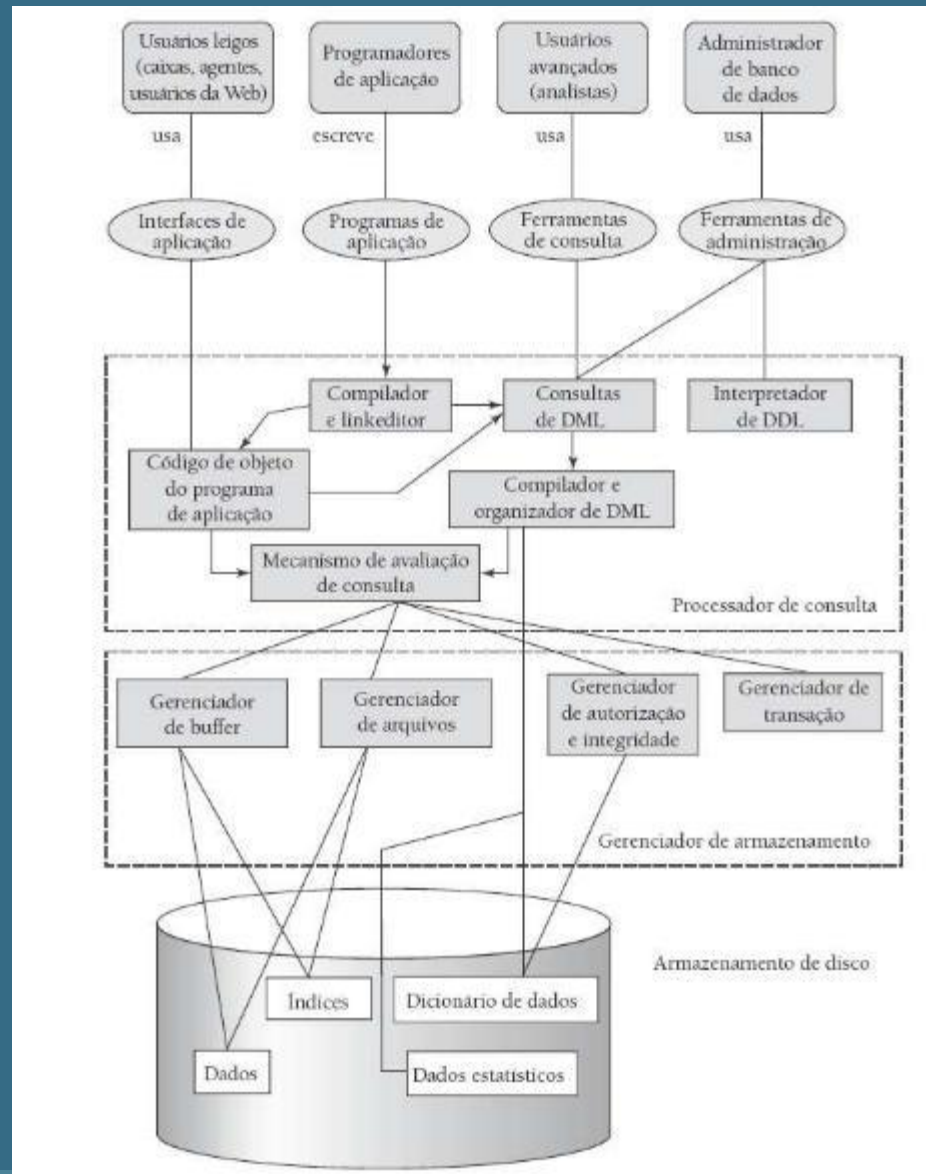 Usuários leigos
(caixas, agentes,
usuários da Web)
Programadores
de aplicação
Usuários
avançados
(analistas)
Administrador
de banco
de dados
usa
escreve
usa
usa
Interfaces de
aplicação
Programas de
aplicação
Ferramentas
de consulta
Ferramentas de
administração
Compilador
e linkeditor
Consultas
de DML
Interpretador
de DDL
Código de objeto
do programa
de aplicação
Compilador e
organizador de DML
Mecanismo de avaliação
de consulta
Processador de consulta
Gerenciador
de buffer
Gerenciador
de arquivos
Gerenciador
de autorização
e integridade
Gerenciador de
transação
Gerenciador de armazenamento
Armazenamento de disco
Índices
Dicionário de dados
Dados
Dados estatísticos